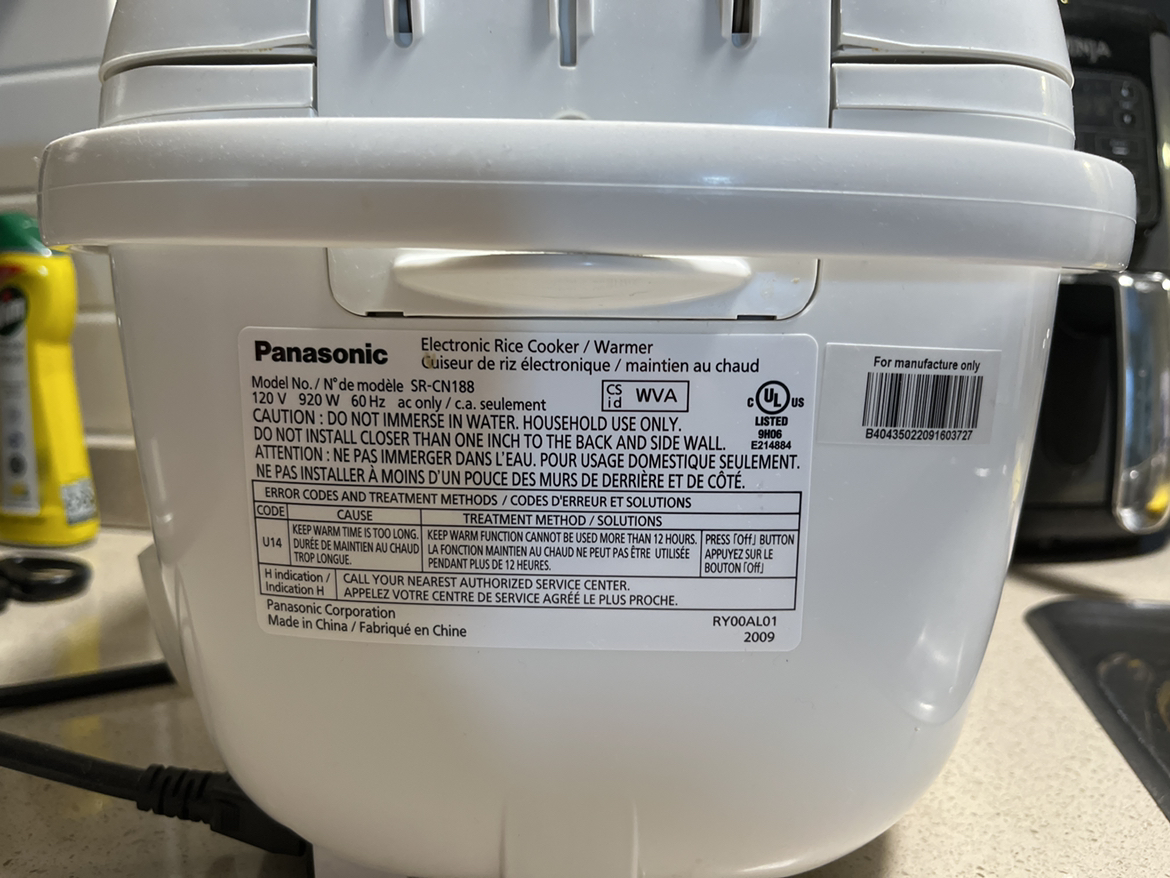 Panasonic
Electronic Rice Cooker / Warmer
Cuiseur de riz électronique / maintien au chaud
Model No. / N° de modèle SR-CN188
120 V 920 W 60 Hz ac only / c.a. seulement
CS id WVA
C UL US
LISTED
9H06
E214884
CAUTION : DO NOT IMMERSE IN WATER. HOUSEHOLD USE ONLY.
DO NOT INSTALL CLOSER THAN ONE INCH TO THE BACK AND SIDE WALL.
ATTENTION : NE PAS IMMERGER DANS L'EAU. POUR USAGE DOMESTIQUE SEULEMENT.
NE PAS INSTALLER À MOINS D'UN POUCE DES MURS DE DERRIÈRE ET DE CÔTÉ.
ERROR CODES AND TREATMENT METHODS / CODES D'ERREUR ET SOLUTIONS
CODE CAUSE TREATMENT METHOD / SOLUTIONS
U14
KEEP WARM TIME IS TOO LONG.
DURÉE DE MAINTIEN AU CHAUD
TROP LONGUE.
KEEP WARM FUNCTION CANNOT BE USED MORE THAN 12 HOURS.
LA FONCTION MAINTIEN AU CHAUD NE PEUT PAS ÊTRE UTILISÉE
PENDANT PLUS DE 12 HEURES.
PRESS「Off」BUTTON
APPUYEZ SUR LE
BOUTON「Off」
H indication /
Indication H
CALL YOUR NEAREST AUTHORIZED SERVICE CENTER.
APPELEZ VOTRE CENTRE DE SERVICE AGRÉÉ LE PLUS PROCHE.
Panasonic Corporation
Made in China / Fabriqué en Chine
RY00AL01
2009
For manufacture only
B40435022091603727